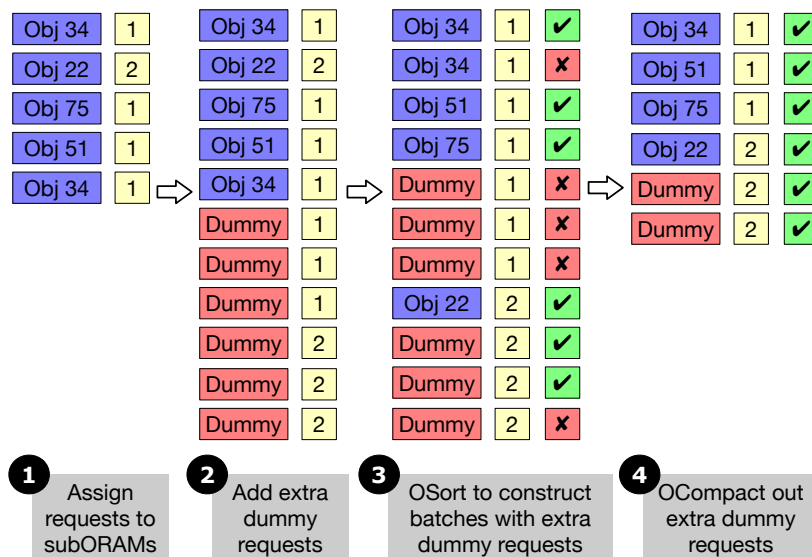 Obj 34 1
Obj 22 2
Obj 75 1
Obj 51 1
Obj 34 1
Obj 34 1
Obj 22 2
Obj 75 1
Obj 51 1
Obj 34 1
Dummy 1
Dummy 1
Dummy 1
Dummy 2
Dummy 2
Dummy 2
Obj 34 1 ✔
Obj 34 1 ✘
Obj 51 1 ✔
Obj 75 1 ✔
Dummy 1 ✘
Dummy 1 ✘
Dummy 1 ✘
Obj 22 2 ✔
Dummy 2 ✔
Dummy 2 ✔
Dummy 2 ✘
Obj 34 1 ✔
Obj 51 1 ✔
Obj 75 1 ✔
Obj 22 2 ✔
Dummy 2 ✔
Dummy 2 ✔
1
Assign
requests to
subORAMs
2
Add extra
dummy
requests
3
OSort to construct
batches with extra
dummy requests
4
OCompact out
extra dummy
requests